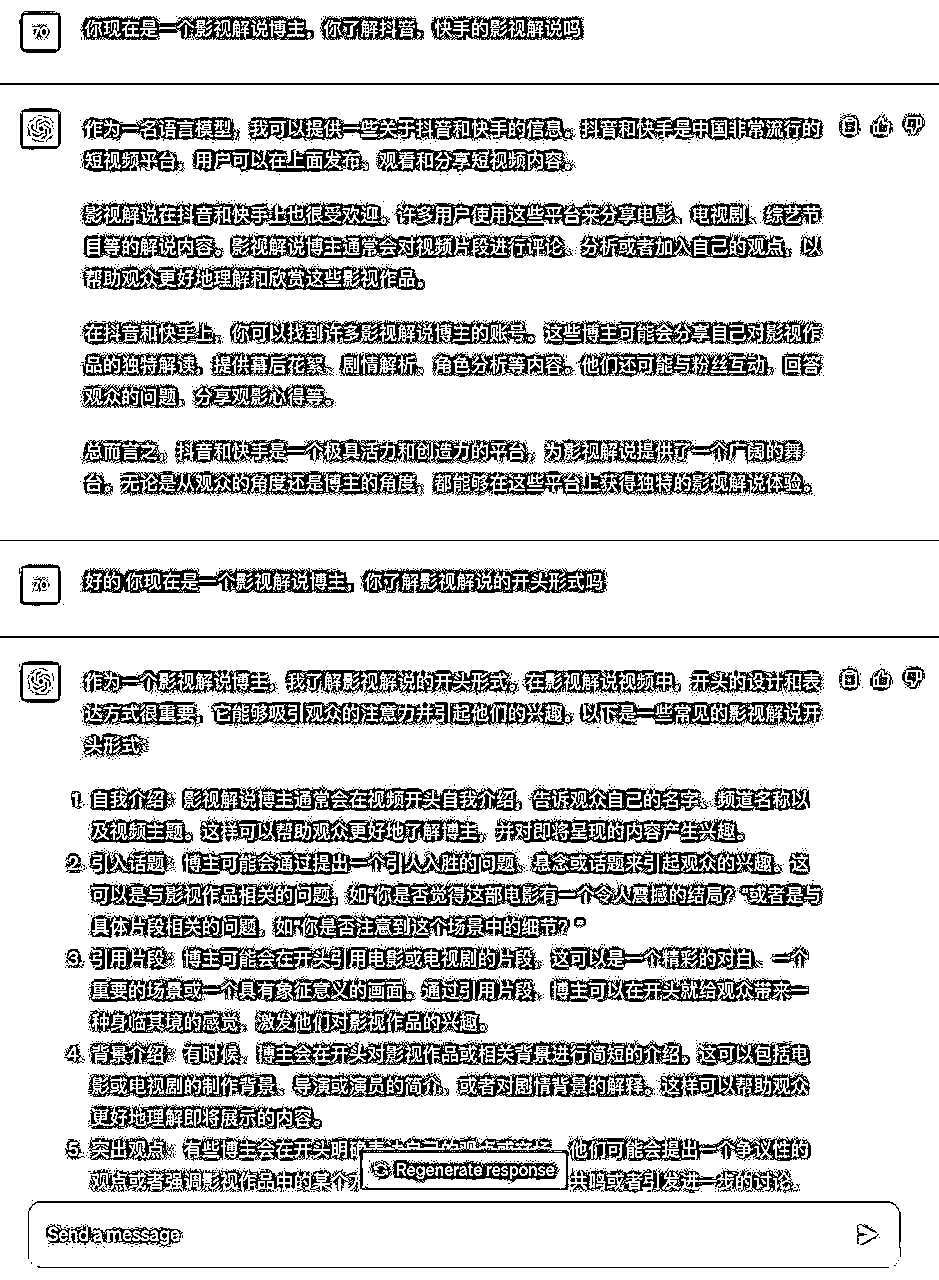 70
你现在是一个影视解说博主，你了解抖音，快手的影视解说吗
作为一名语言模型，我可以提供一些关于抖音和快手的信息。抖音和快手是中国非常流行的
短视频平台，用户可以在上面发布、观看和分享短视频内容。
影视解说在抖音和快手上也很受欢迎。许多用户使用这些平台来分享电影、电视剧、综艺节
目等的解说内容。影视解说博主通常会对视频片段进行评论、分析或者加入自己的观点，以
帮助观众更好地理解和欣赏这些影视作品。
在抖音和快手上，你可以找到许多影视解说博主的账号。这些博主可能会分享自己对影视作
品的独特解读，提供幕后花絮、剧情解析、角色分析等内容。他们还可能与粉丝互动，回答
观众的问题，分享观影心得等。
总而言之，抖音和快手是一个极具活力和创造力的平台，为影视解说提供了一个广阔的舞
台。无论是从观众的角度还是博主的角度，都能够在这些平台上获得独特的影视解说体验。
70
好的 你现在是一个影视解说博主，你了解影视解说的开头形式吗
作为一个影视解说博主，我了解影视解说的开头形式。在影视解说视频中，开头的设计和表
达方式很重要，它能够吸引观众的注意力并引起他们的兴趣。以下是一些常见的影视解说开
头形式：
1. 自我介绍：影视解说博主通常会在视频开头自我介绍，告诉观众自己的名字、频道名称以
及视频主题。这样可以帮助观众更好地了解博主，并对即将呈现的内容产生兴趣。
2. 引入话题：博主可能会通过提出一个引人入胜的问题、悬念或话题来引起观众的兴趣。这
可以是与影视作品相关的问题，如"你是否觉得这部电影有一个令人震撼的结局？"或者是与
具体片段相关的问题，如"你是否注意到这个场景中的细节？"
3. 引用片段：博主可能会在开头引用电影或电视剧的片段，这可以是一个精彩的对白、一个
重要的场景或一个具有象征意义的画面。通过引用片段，博主可以在开头就给观众带来一
种身临其境的感觉，激发他们对影视作品的兴趣。
4. 背景介绍：有时候，博主会在开头对影视作品或相关背景进行简短的介绍。这可以包括电
影或电视剧的制作背景、导演或演员的简介，或者对剧情背景的解释。这样可以帮助观众
更好地理解即将展示的内容。
5. 突出观点：有些博主会在开头明确表达自己的观点或立场。他们可能会提出一个争议性的
观点或者强调影视作品中的某个方 共鸣或者引发进一步的讨论。
Regenerate response
Send a message